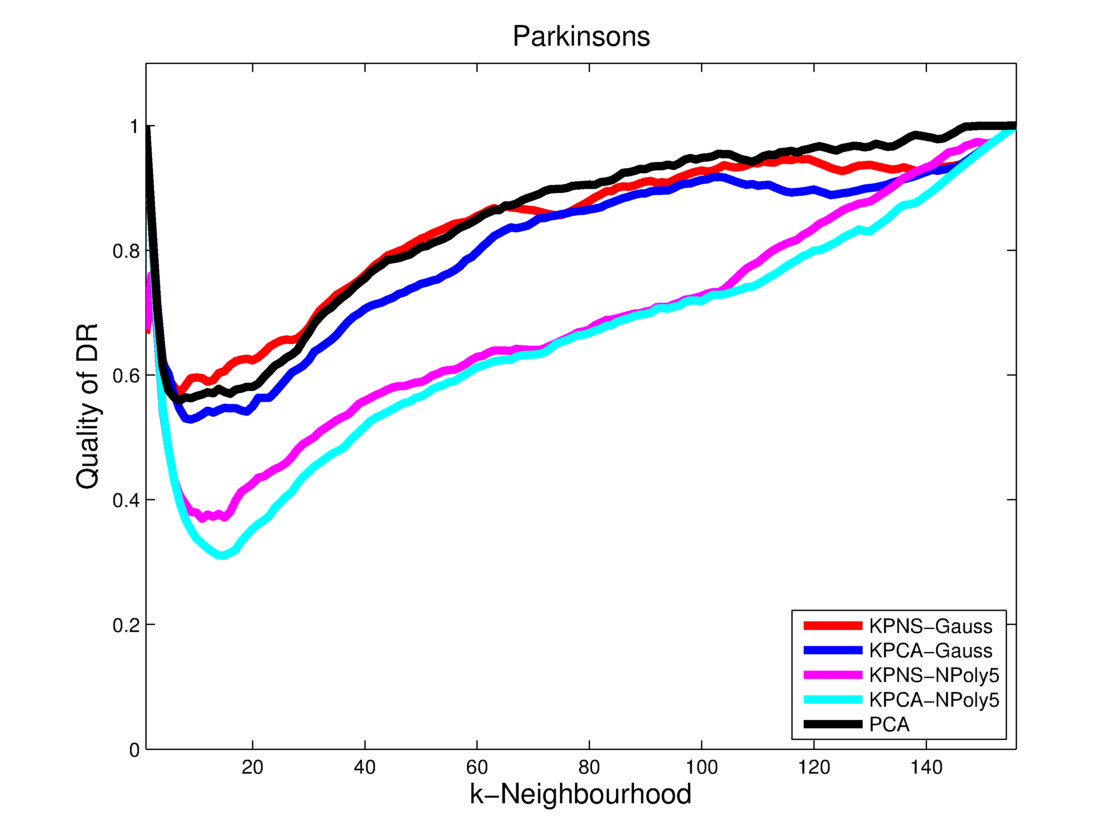 Parkinsons
Quality of DR
1
0.8
0.6
0.4
0.2
0
20 40 60 80 100 120 140
k−Neighbourhood
KPNS−Gauss
KPCA−Gauss
KPNS−NPoly5
KPCA−NPoly5
PCA